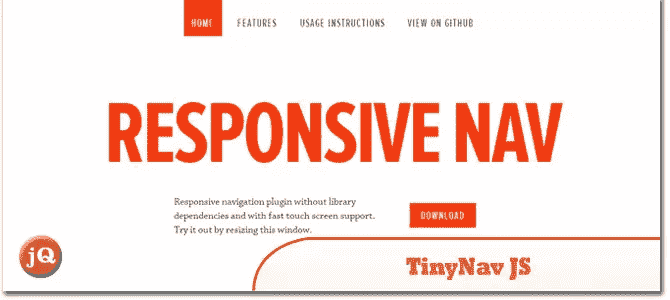 HOME FEATURES USAGE INSTRUCTIONS VIEW ON GITHUB
RESPONSIVE NAV
Responsive navigation plugin without library
dependencies and with fast touch screen support.
Try it out by resizing this window.
DOWNLOAD
jQ
TinyNav JS